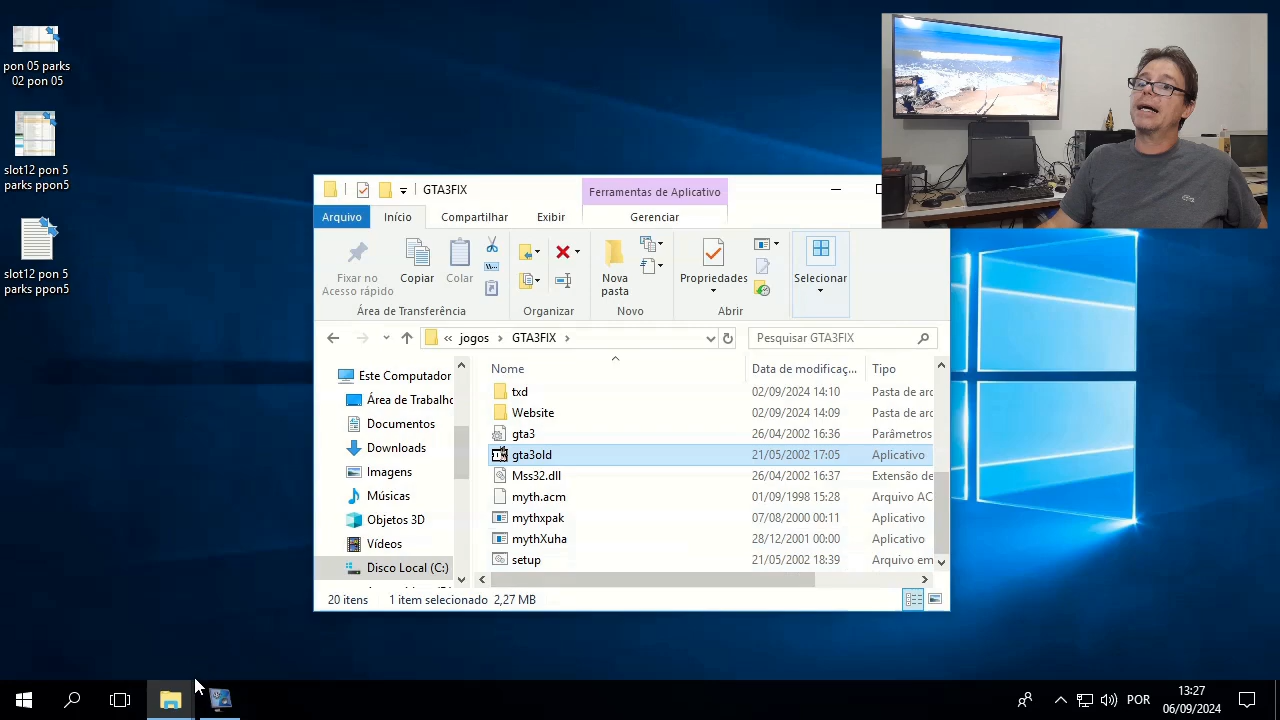 pon 05 parks
02 pon 05
slot12 pon 5
parks ppon5
slot12 pon 5
parks ppon5
GTA3FIX
Ferramentas de Aplicativo
Arquivo
Início
Compartilhar
Exibir
Gerenciar
Fixar no
Acesso rápido
Copiar
Colar
Nova
pasta
Propriedades
Selecionar
Área de Transferência
Organizar
Novo
Abrir
« jogos > GTA3FIX >
Pesquisar GTA3FIX
Este Computador
Área de Trabalho
Documentos
Downloads
Imagens
Músicas
Objetos 3D
Vídeos
Disco Local (C:)
Nome Data de modificaç... Tipo
txd 02/09/2024 14:10 Pasta de arq
Website 02/09/2024 14:09 Pasta de arq
gta3 26/04/2002 16:36 Parâmetros
gta3old 21/05/2002 17:05 Aplicativo
Mss32.dll 26/04/2002 16:37 Extensão de
myth.acm 01/09/1998 15:28 Arquivo AC
mythxpak 07/08/2000 00:11 Aplicativo
mythXuha 28/12/2001 00:00 Aplicativo
setup 21/05/2002 18:39 Arquivo em
20 itens 1 item selecionado 2,27 MB
POR
13:27
06/09/2024